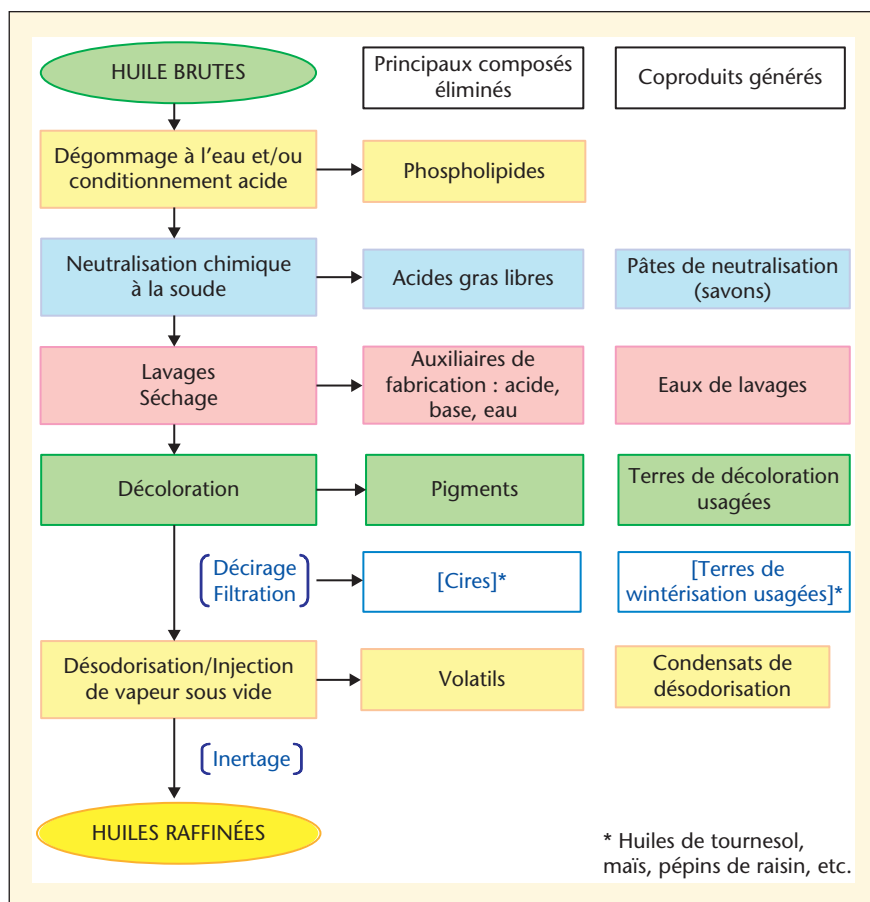 HUILE BRUTES
Principaux composés
éliminés
Coproduits générés
Dégommage à l'eau et/ou
conditionnement acide
Phospholipides
Neutralisation chimique
à la soude
Acides gras libres
Pâtes de neutralisation
(savons)
Lavages
Séchage
Auxiliaires de
fabrication : acide,
base, eau
Eaux de lavages
Décoloration
Pigments
Terres de décoloration
usagées
(Décirage
Filtration)
[Cires]*
[Terres de
wintérisation usagées]*
Désodorisation/Injection
de vapeur sous vide
Volatils
Condensats de
désodorisation
(Inertage)
HUILES RAFFINÉES
* Huiles de tournesol,
maïs, pépins de raisin, etc.